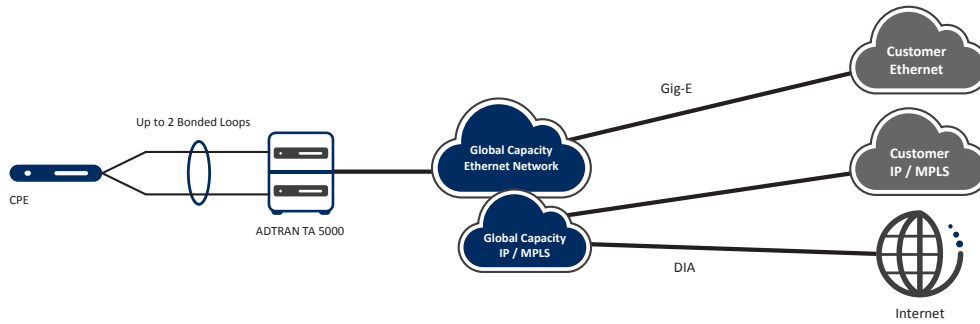 Customer
Ethernet
Gig-E
Up to 2 Bonded Loops
Global Capacity
Ethernet Network
Customer
IP / MPLS
CPE
ADTRAN TA 5000
Global Capacity
IP / MPLS
DIA
Internet